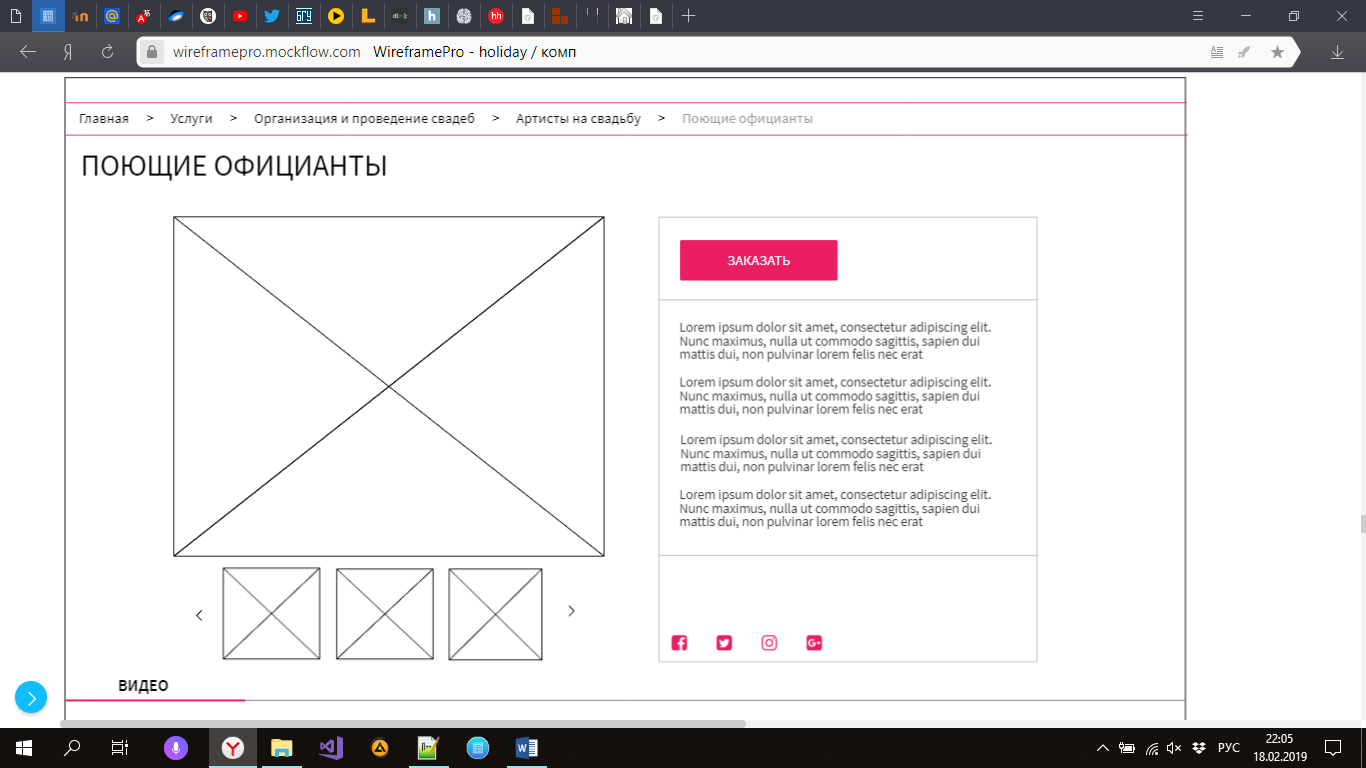 wireframepro.mockflow.com WireframePro - holiday / комп
Главная > Услуги > Организация и проведение свадеб > Артисты на свадьбу > Поющие официанты
ПОЮЩИЕ ОФИЦИАНТЫ
ЗАКАЗАТЬ
Lorem ipsum dolor sit amet, consectetur adipiscing elit.
Nunc maximus, nulla ut commodo sagittis, sapien dui
mattis dui, non pulvinar lorem felis nec erat
Lorem ipsum dolor sit amet, consectetur adipiscing elit.
Nunc maximus, nulla ut commodo sagittis, sapien dui
mattis dui, non pulvinar lorem felis nec erat
Lorem ipsum dolor sit amet, consectetur adipiscing elit.
Nunc maximus, nulla ut commodo sagittis, sapien dui
mattis dui, non pulvinar lorem felis nec erat
Lorem ipsum dolor sit amet, consectetur adipiscing elit.
Nunc maximus, nulla ut commodo sagittis, sapien dui
mattis dui, non pulvinar lorem felis nec erat
ВИДЕО
РУС
22:05
18.02.2019